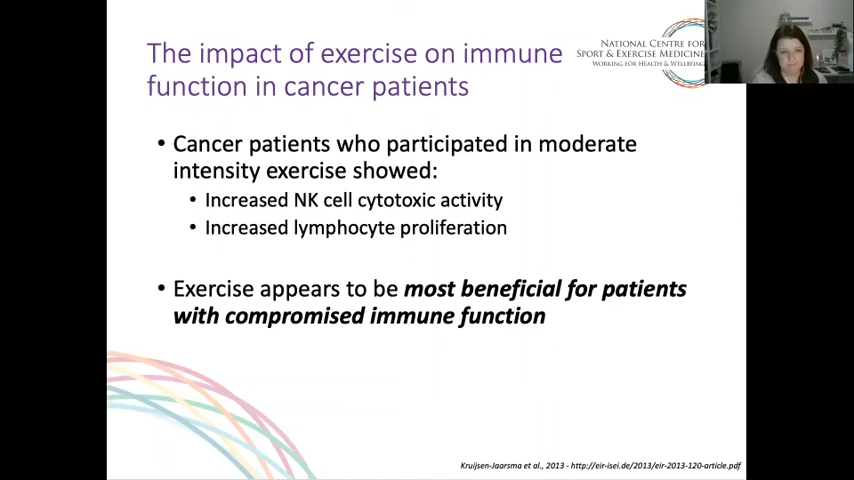 The impact of exercise on immune
function in cancer patients
NATIONAL CENTRE FOR
SPORT & EXERCISE MEDICINE
WORKING FOR HEALTH & WELLBEING
• Cancer patients who participated in moderate
intensity exercise showed:
• Increased NK cell cytotoxic activity
• Increased lymphocyte proliferation
• Exercise appears to be most beneficial for patients
with compromised immune function
Kruijsen-Jaarsma et al., 2013 - http://eir-isei.de/2013/eir-2013-120-article.pdf